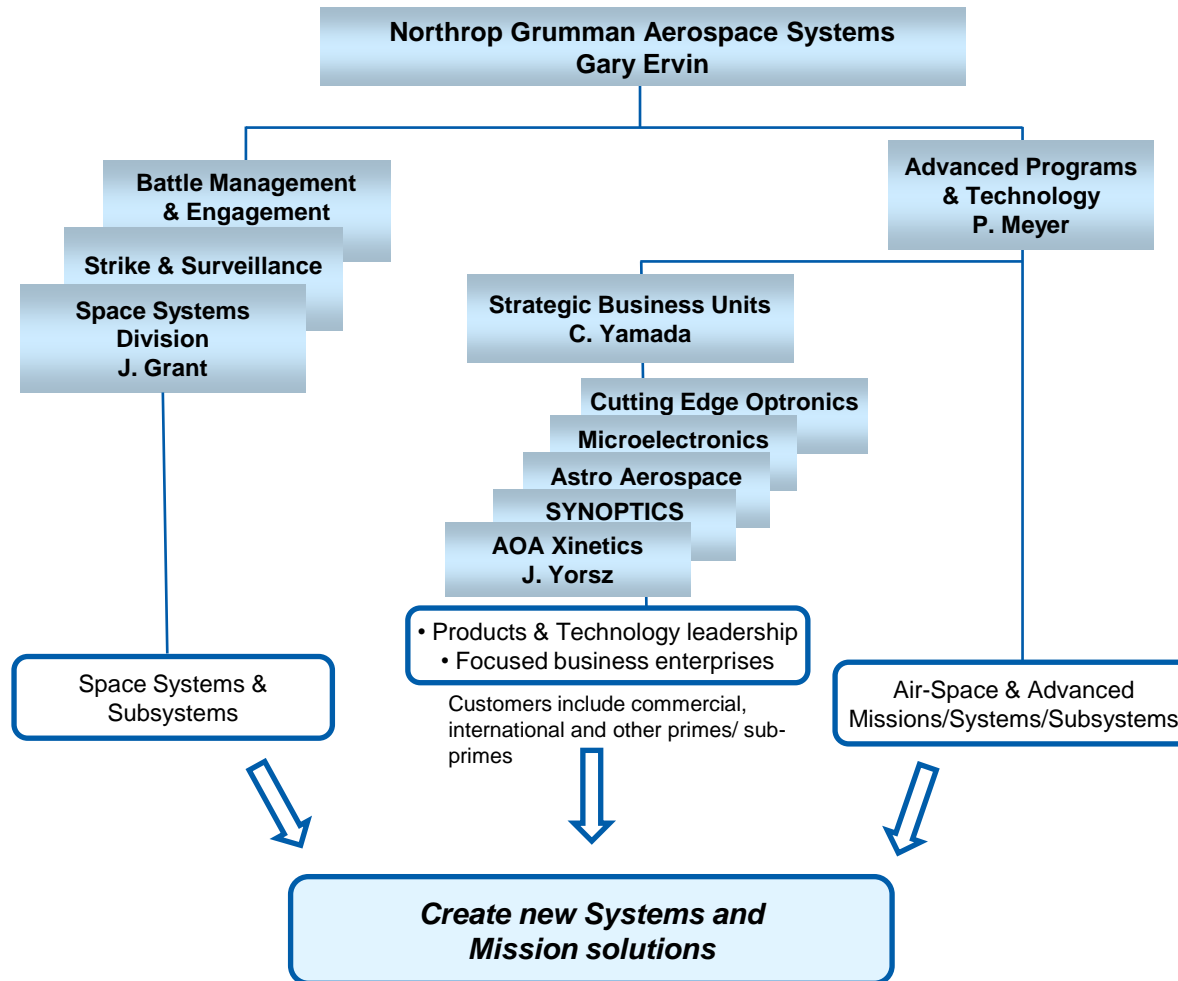 Northrop Grumman Aerospace Systems
Gary Ervin
Battle Management
& Engagement
Strike & Surveillance
Space Systems
Division
J. Grant
Advanced Programs
& Technology
P. Meyer
Strategic Business Units
C. Yamada
Cutting Edge Optronics
Microelectronics
Astro Aerospace
SYNOPTICS
AOA Xinetics
J. Yorsz
• Products & Technology leadership
• Focused business enterprises
Space Systems &
Subsystems
Customers include commercial,
international and other primes/ sub-
primes
Air-Space & Advanced
Missions/Systems/Subsystems
Create new Systems and
Mission solutions